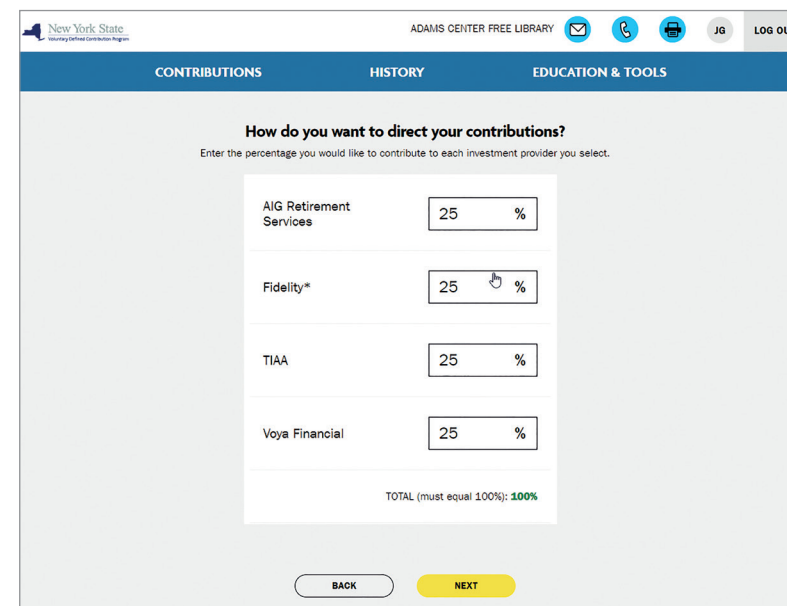 New York State
Voluntary Defined Contribution Program
ADAMS CENTER FREE LIBRARY
JG
LOG OU
CONTRIBUTIONS HISTORY EDUCATION & TOOLS
How do you want to direct your contributions?
Enter the percentage you would like to contribute to each investment provider you select.
AIG Retirement
Services
25 %
Fidelity*
25 %
TIAA
25 %
Voya Financial
25 %
TOTAL (must equal 100%): 100%
BACK
NEXT